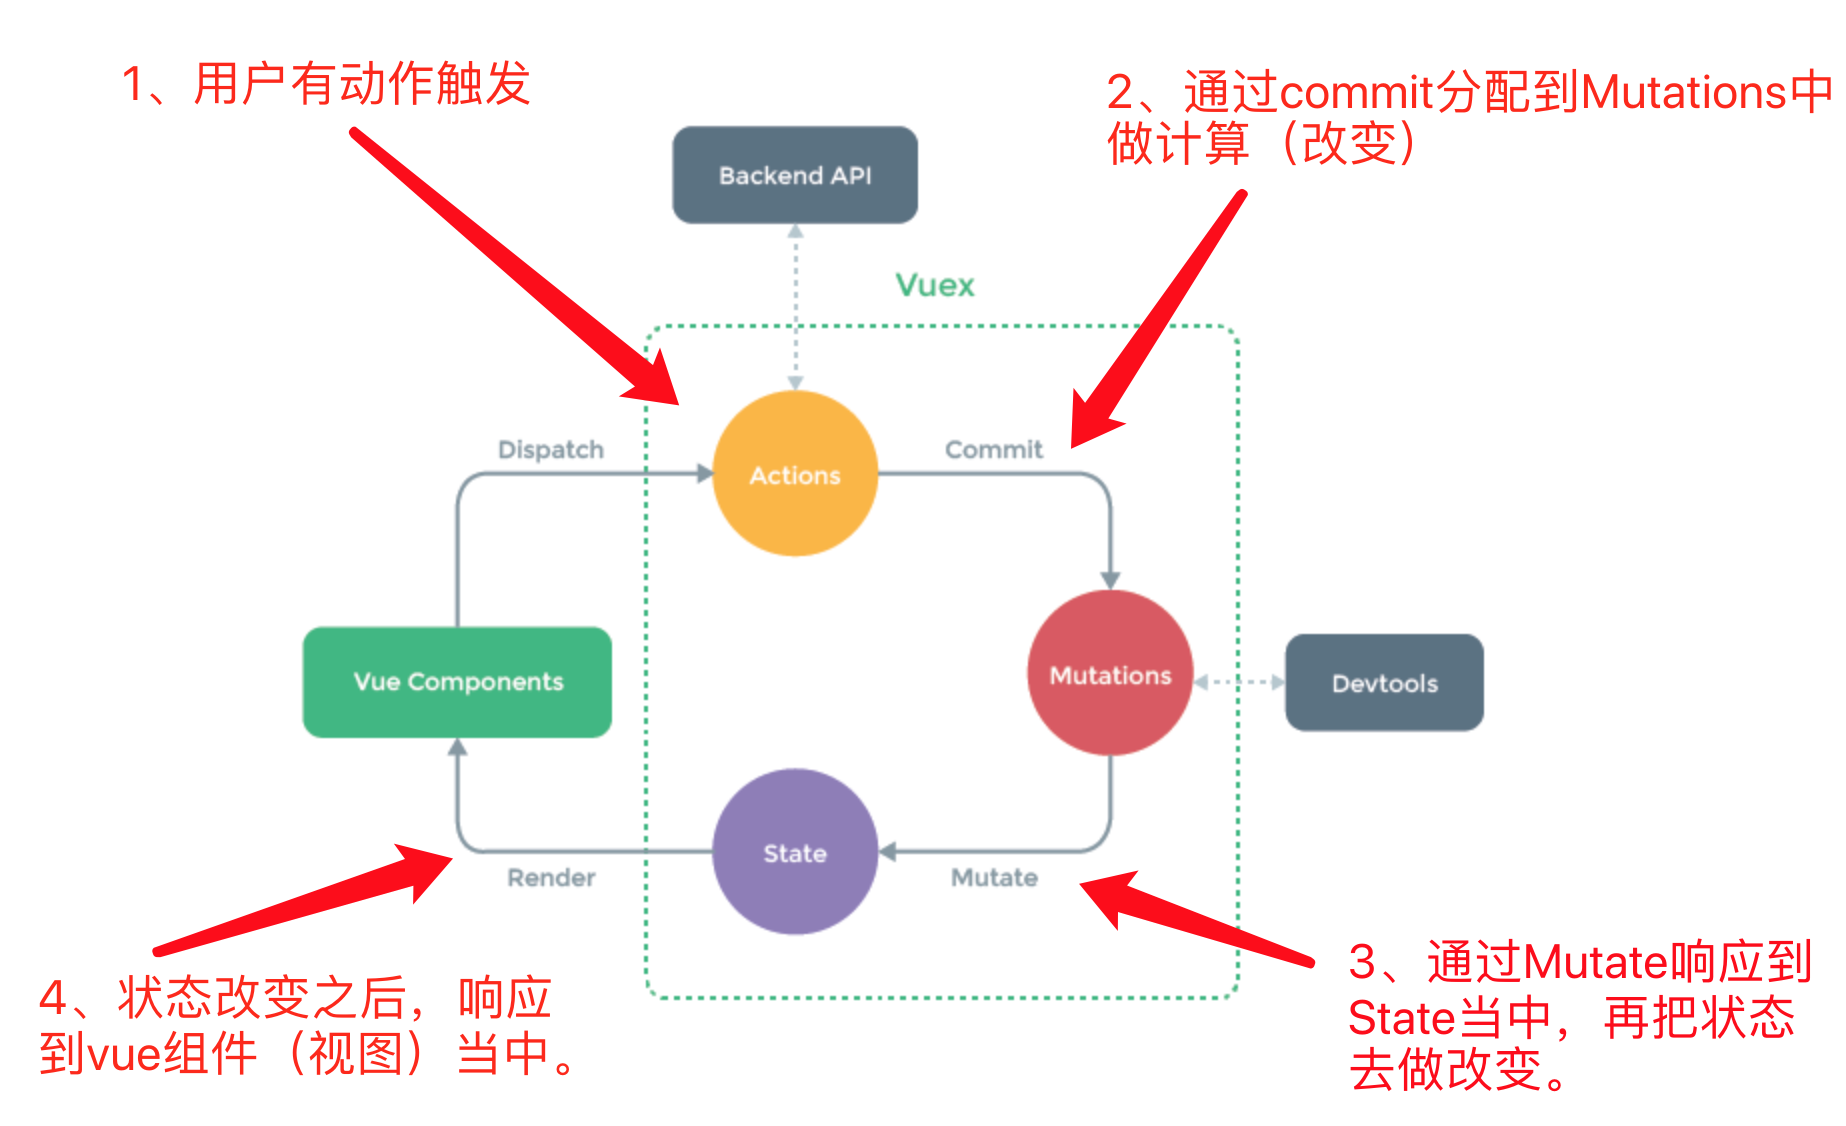 1、用户有动作触发
2、通过commit分配到Mutations中
做计算（改变）
Backend API
Vuex
Dispatch
Actions
Commit
Vue Components
Mutations
Devtools
State
Render
Mutate
3、通过Mutate响应到
State当中，再把状态
去做改变。
4、状态改变之后，响应
到vue组件（视图）当中。